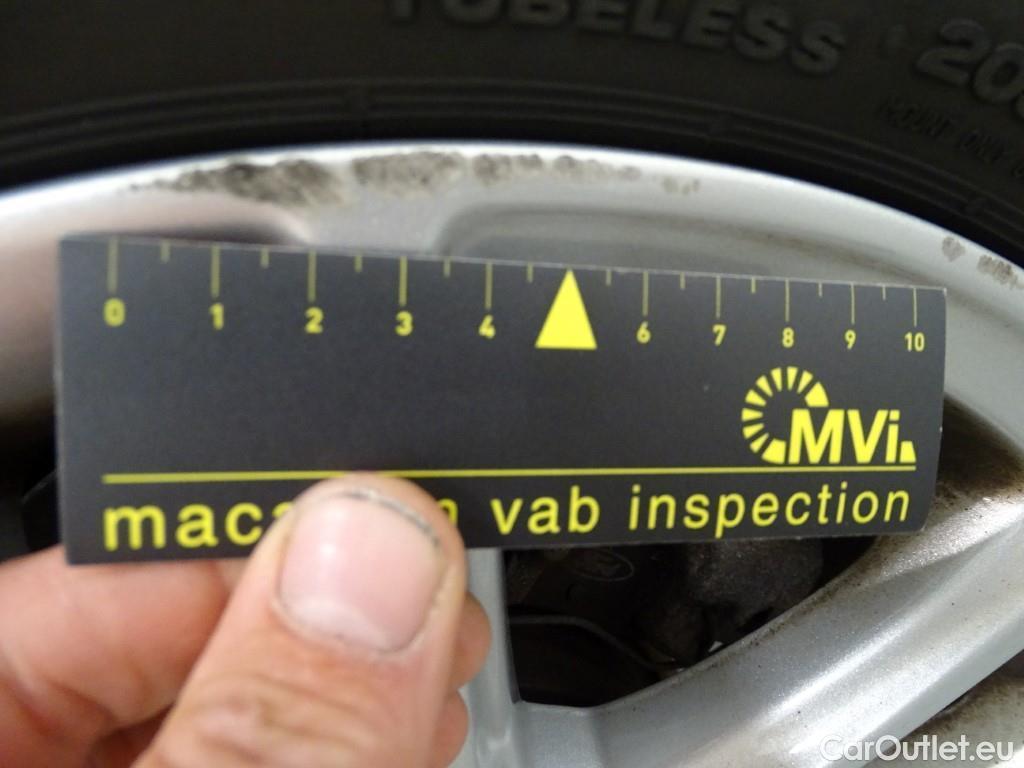 TUBELESS
0 1 2 3 4 6 7 8 9 10
MVi
vab inspection
CarOutlet.eu